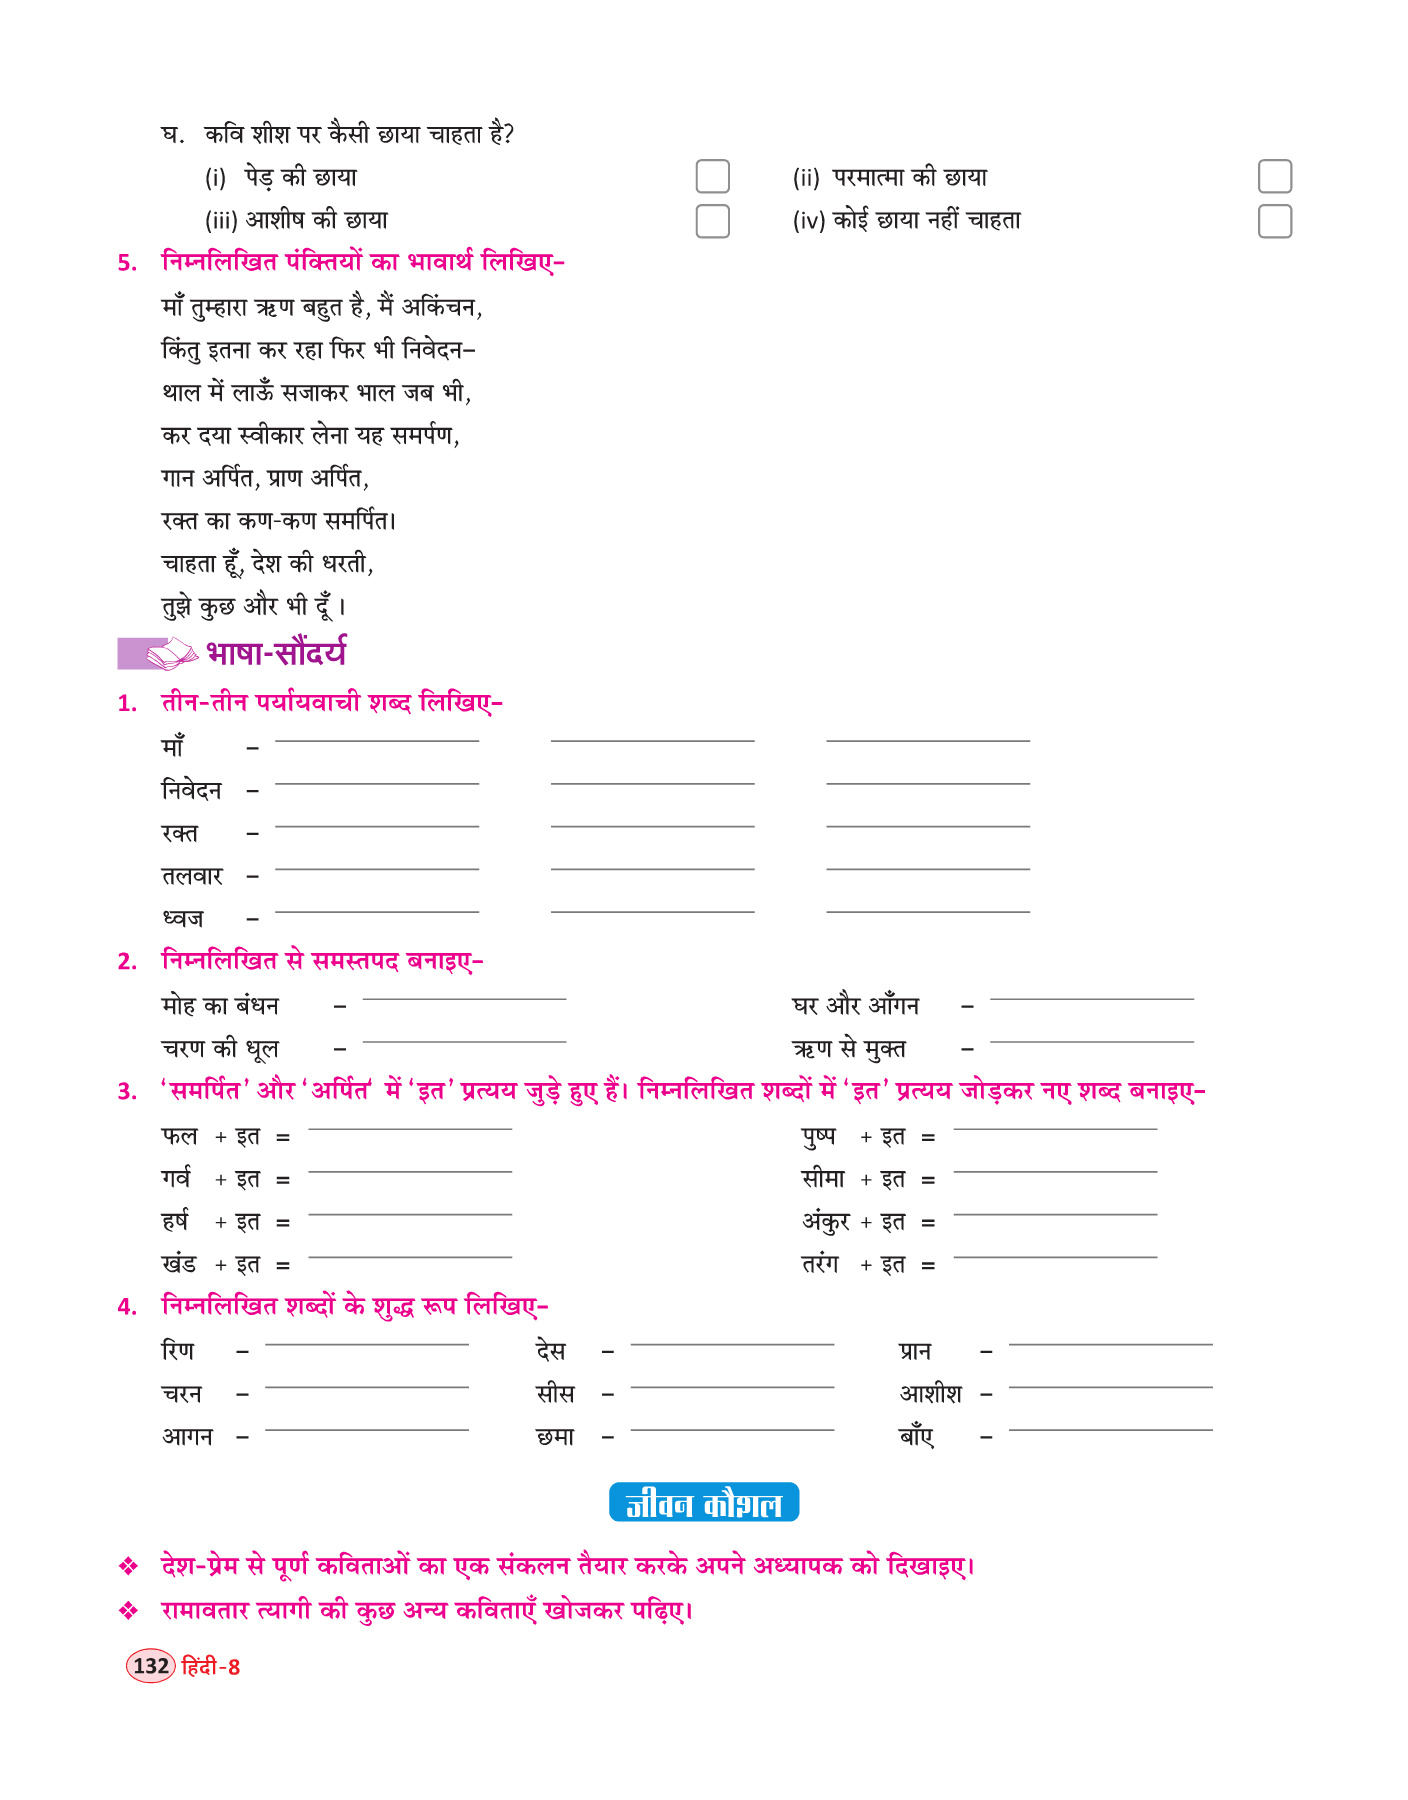 घ. कवि शीश पर कैसी छाया चाहता है?
(i) पेड़ की छाया (ii) परमात्मा की छाया
(iii) आशीष की छाया (iv) कोई छाया नहीं चाहता
5. निम्नलिखित पंक्तियों का भावार्थ लिखिए–
माँ तुम्हारा ऋण बहुत है, मैं अकिंचन,
किंतु इतना कर रहा फिर भी निवेदन–
थाल में लाऊँ सजाकर भाल जब भी,
कर दया स्वीकार लेना यह समर्पण,
गान अर्पित, प्राण अर्पित,
रक्त का कण-कण समर्पित।
चाहता हूँ, देश की धरती,
तुझे कुछ और भी दूँ ।
भाषा-सौंदर्य
1. तीन-तीन पर्यायवाची शब्द लिखिए–
माँ –
निवेदन –
रक्त –
तलवार –
ध्वज –
2. निम्नलिखित से समस्तपद बनाइए–
मोह का बंधन – घर और आँगन –
चरण की धूल – ऋण से मुक्त –
3. ‘समर्पित’ और ‘अर्पित‘ में ‘इत’ प्रत्यय जुड़े हुए हैं। निम्नलिखित शब्दों में ‘इत’ प्रत्यय जोड़कर नए शब्द बनाइए–
फल + इत = पुष्प + इत =
गर्व + इत = सीमा + इत =
हर्ष + इत = अंकुर + इत =
खंड + इत = तरंग + इत =
4. निम्नलिखित शब्दों के शुद्ध रूप लिखिए–
रिण – देस – प्रान –
चरन – सीस – आशीश –
आगन – छमा – बाँए –
जीवन कौशल
❖ देश-प्रेम से पूर्ण कविताओं का एक संकलन तैयार करके अपने अध्यापक को दिखाइए।
❖ रामावतार त्यागी की कुछ अन्य कविताएँ खोजकर पढ़िए।
132 हिंदी-8